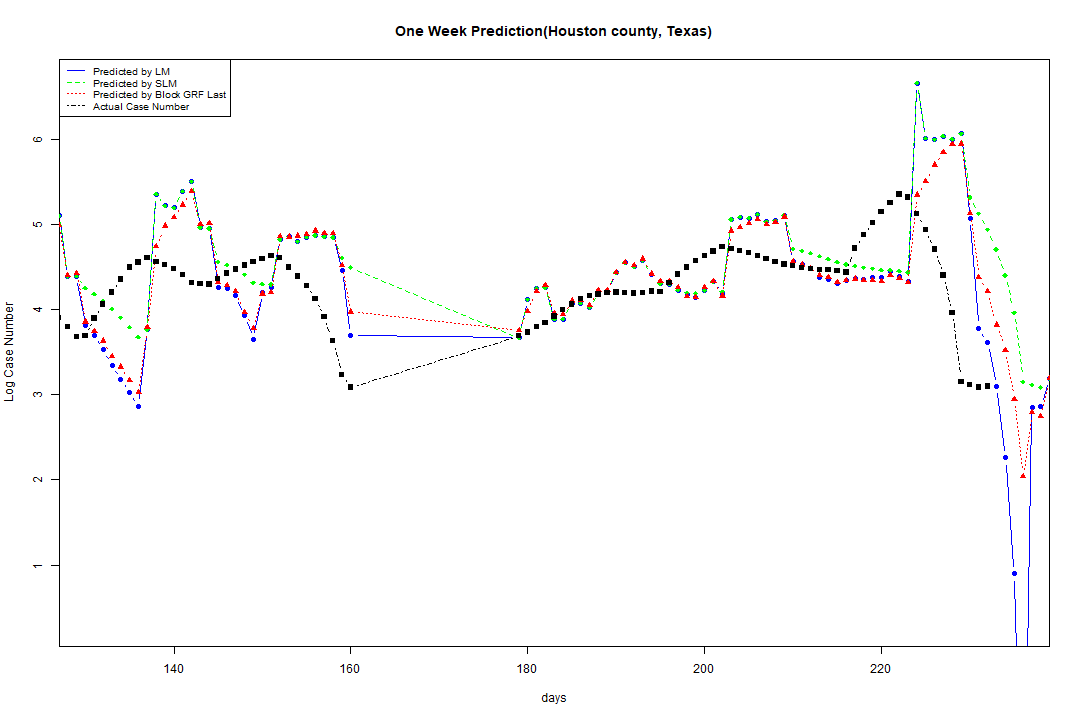 One Week Prediction(Houston county, Texas)
Predicted by LM
Predicted by SLM
Predicted by Block GRF Last
Actual Case Number
6
5
4
3
2
1
Log Case Number
140 160 180 200 220
days